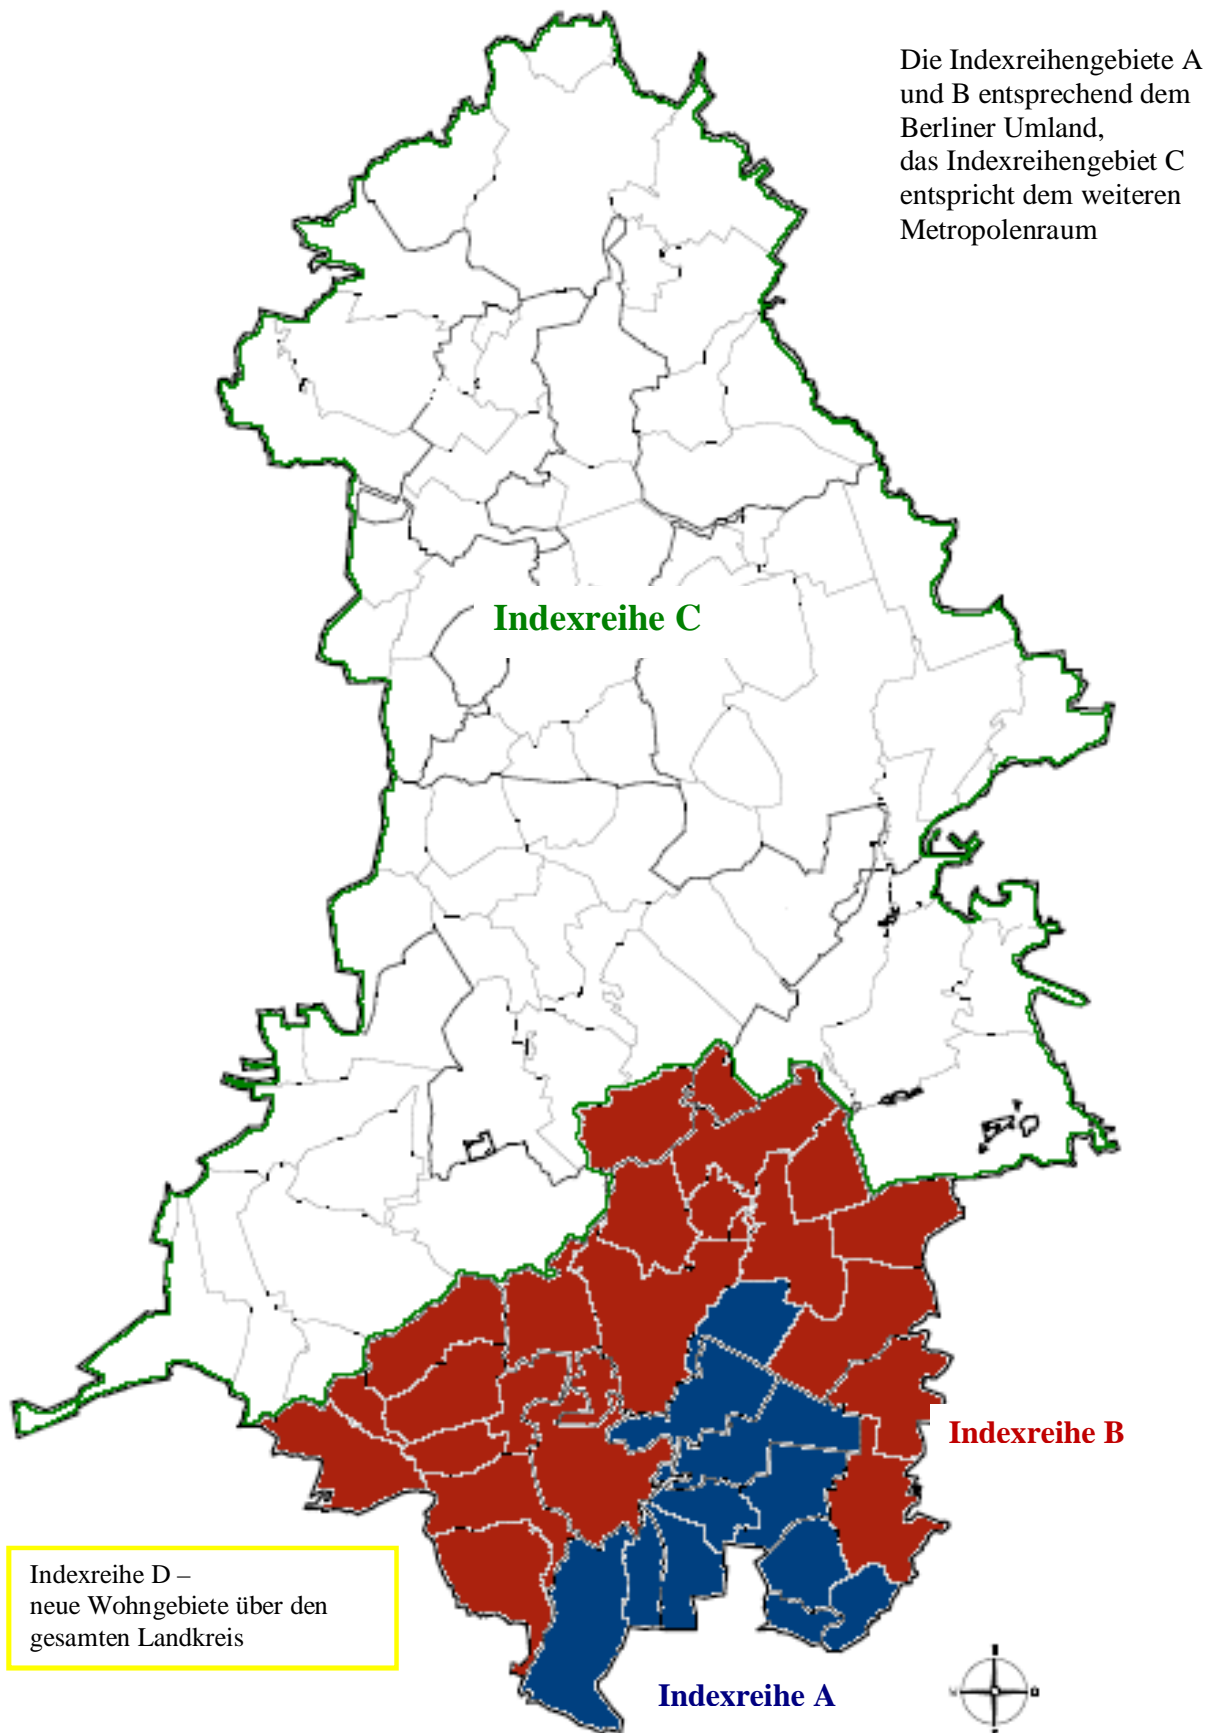 Die Indexreihengebiete A
und B entsprechend dem
Berliner Umland,
das Indexreihengebiet C
entspricht dem weiteren
Metropolenraum
Indexreihe C
Indexreihe B
Indexreihe D –
neue Wohngebiete über den
gesamten Landkreis
Indexreihe A